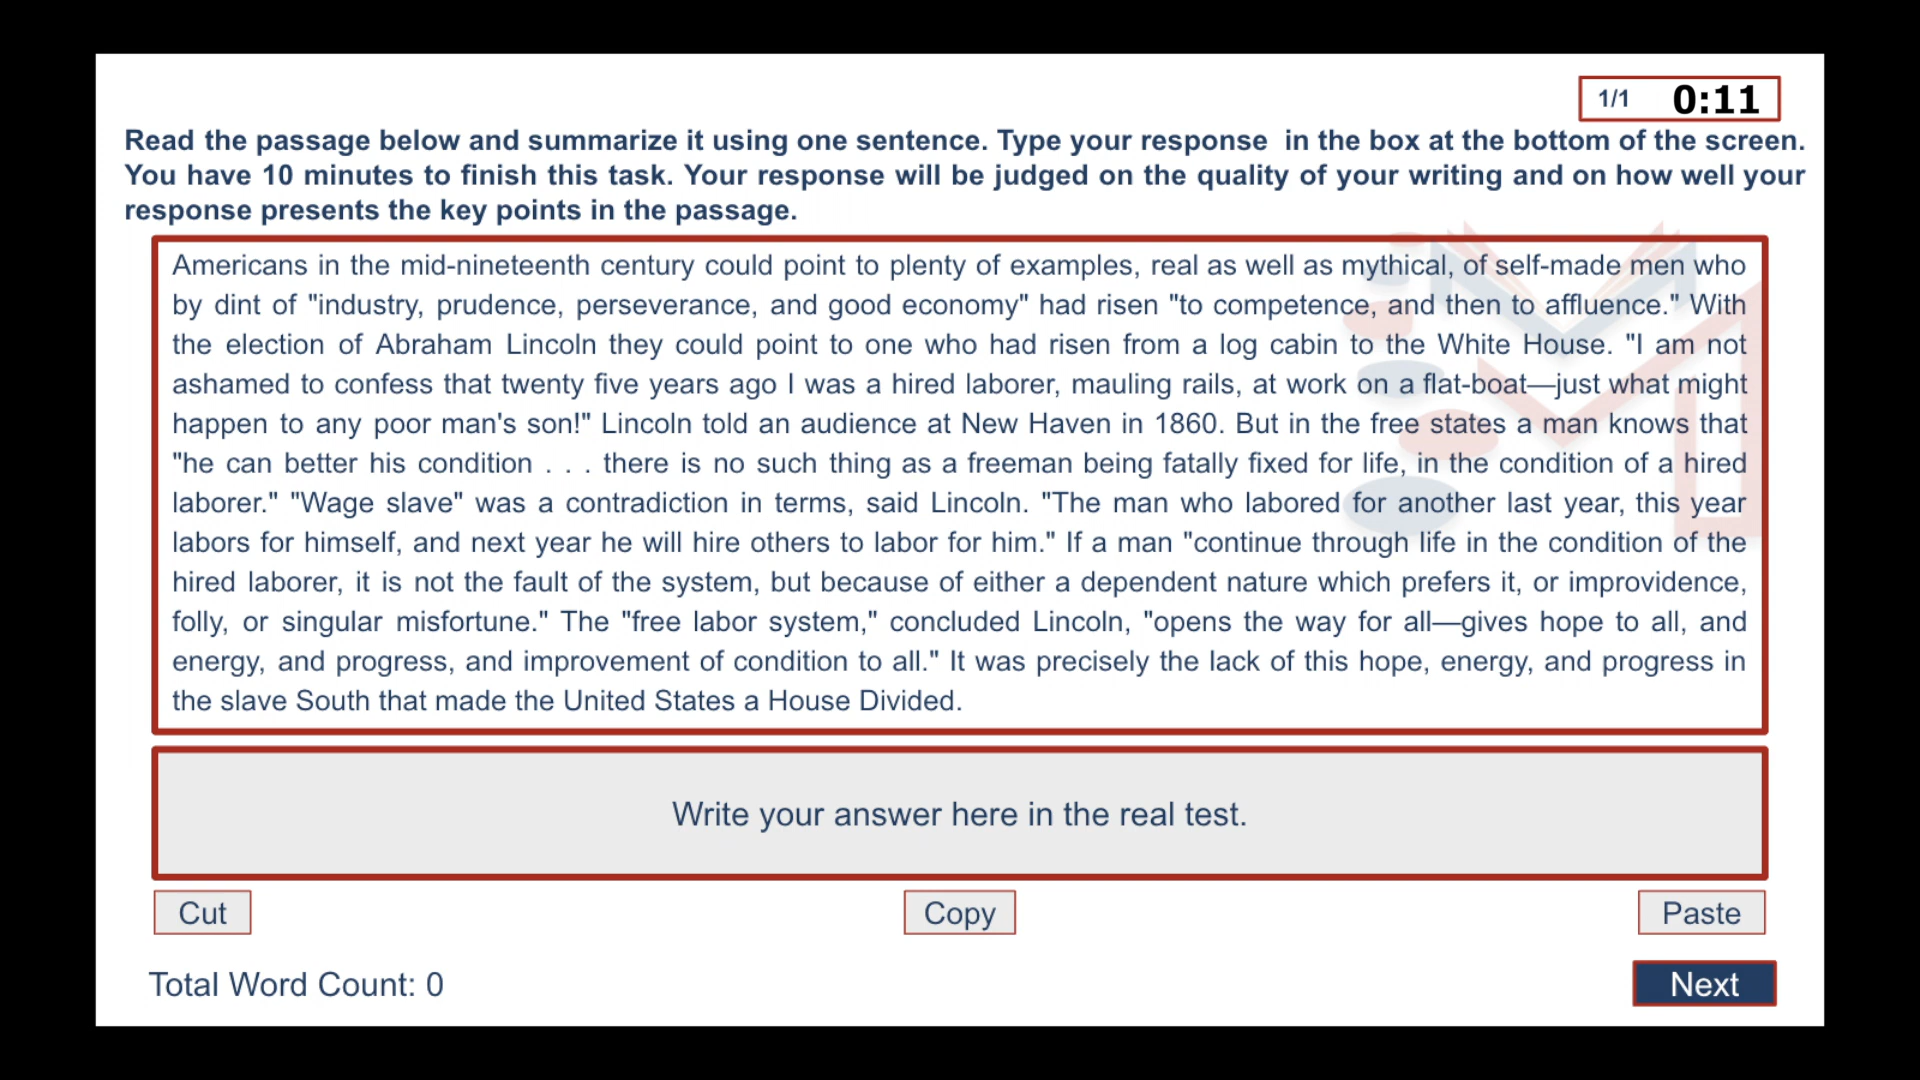 1/1 0:11
Read the passage below and summarize it using one sentence. Type your response in the box at the bottom of the screen.
You have 10 minutes to finish this task. Your response will be judged on the quality of your writing and on how well your
response presents the key points in the passage.
Americans in the mid-nineteenth century could point to plenty of examples, real as well as mythical, of self-made men who
by dint of "industry, prudence, perseverance, and good economy" had risen "to competence, and then to affluence." With
the election of Abraham Lincoln they could point to one who had risen from a log cabin to the White House. "I am not
ashamed to confess that twenty five years ago I was a hired laborer, mauling rails, at work on a flat-boat—just what might
happen to any poor man's son!" Lincoln told an audience at New Haven in 1860. But in the free states a man knows that
"he can better his condition . . . there is no such thing as a freeman being fatally fixed for life, in the condition of a hired
laborer." "Wage slave" was a contradiction in terms, said Lincoln. "The man who labored for another last year, this year
labors for himself, and next year he will hire others to labor for him." If a man "continue through life in the condition of the
hired laborer, it is not the fault of the system, but because of either a dependent nature which prefers it, or improvidence,
folly, or singular misfortune." The "free labor system," concluded Lincoln, "opens the way for all—gives hope to all, and
energy, and progress, and improvement of condition to all." It was precisely the lack of this hope, energy, and progress in
the slave South that made the United States a House Divided.
Write your answer here in the real test.
Cut Copy Paste
Total Word Count: 0 Next